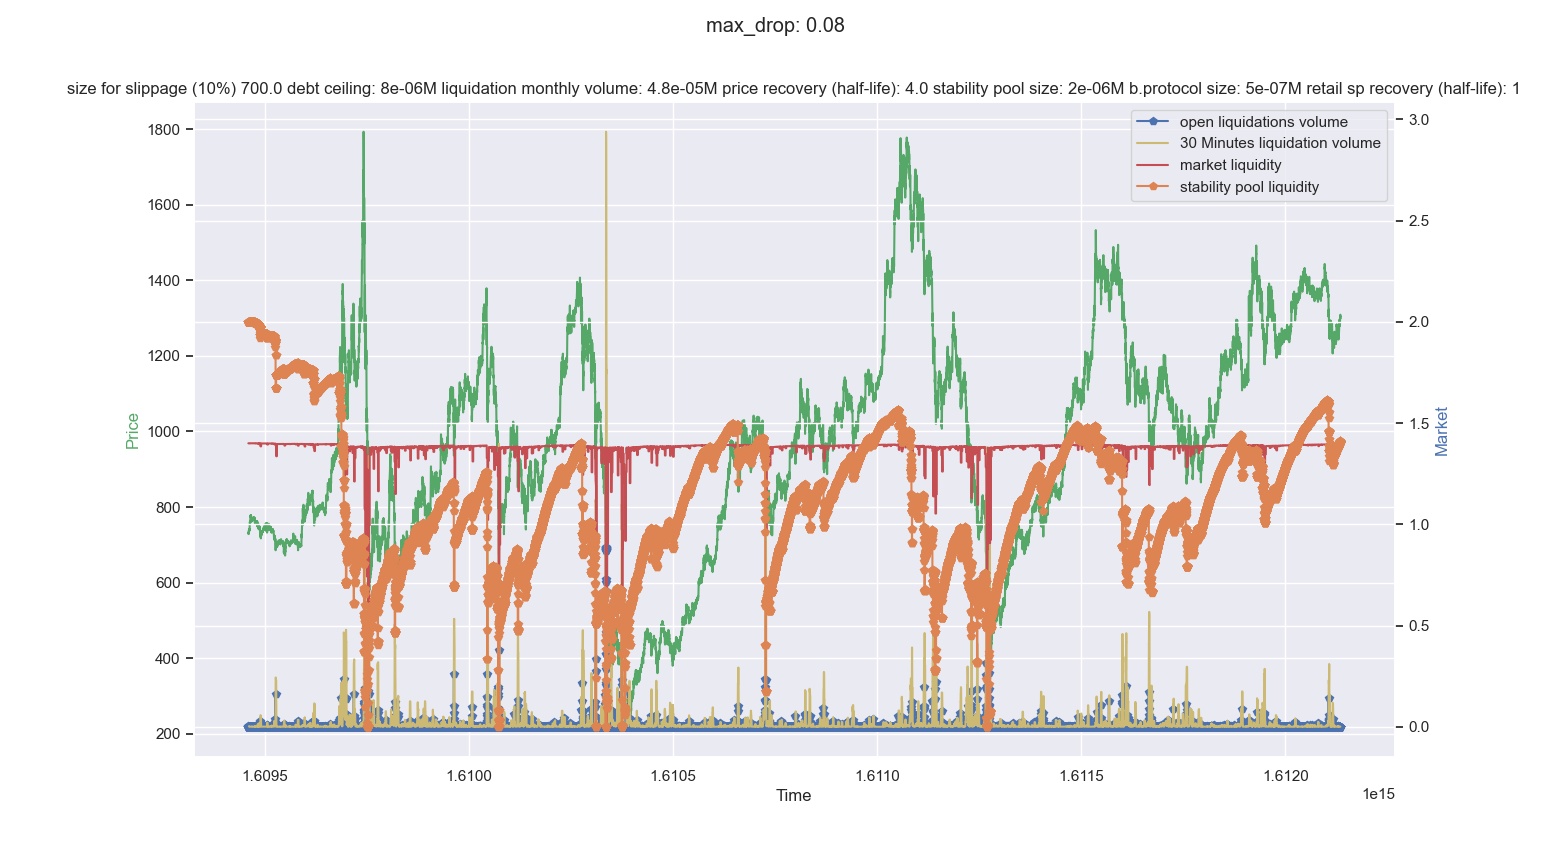 max_drop: 0.08
size for slippage (10%) 700.0 debt ceiling: 8e-06M liquidation monthly volume: 4.8e-05M price recovery (half-life): 4.0 stability pool size: 2e-06M b.protocol size: 5e-07M retail sp recovery (half-life): 1
open liquidations volume
30 Minutes liquidation volume
market liquidity
stability pool liquidity
1800
1600
1400
1200
1000
800
600
400
200
Price
3.0
2.5
2.0
1.5
1.0
0.5
0.0
Market
1.6095 1.6100 1.6105 1.6110 1.6115 1.6120
Time
1e15